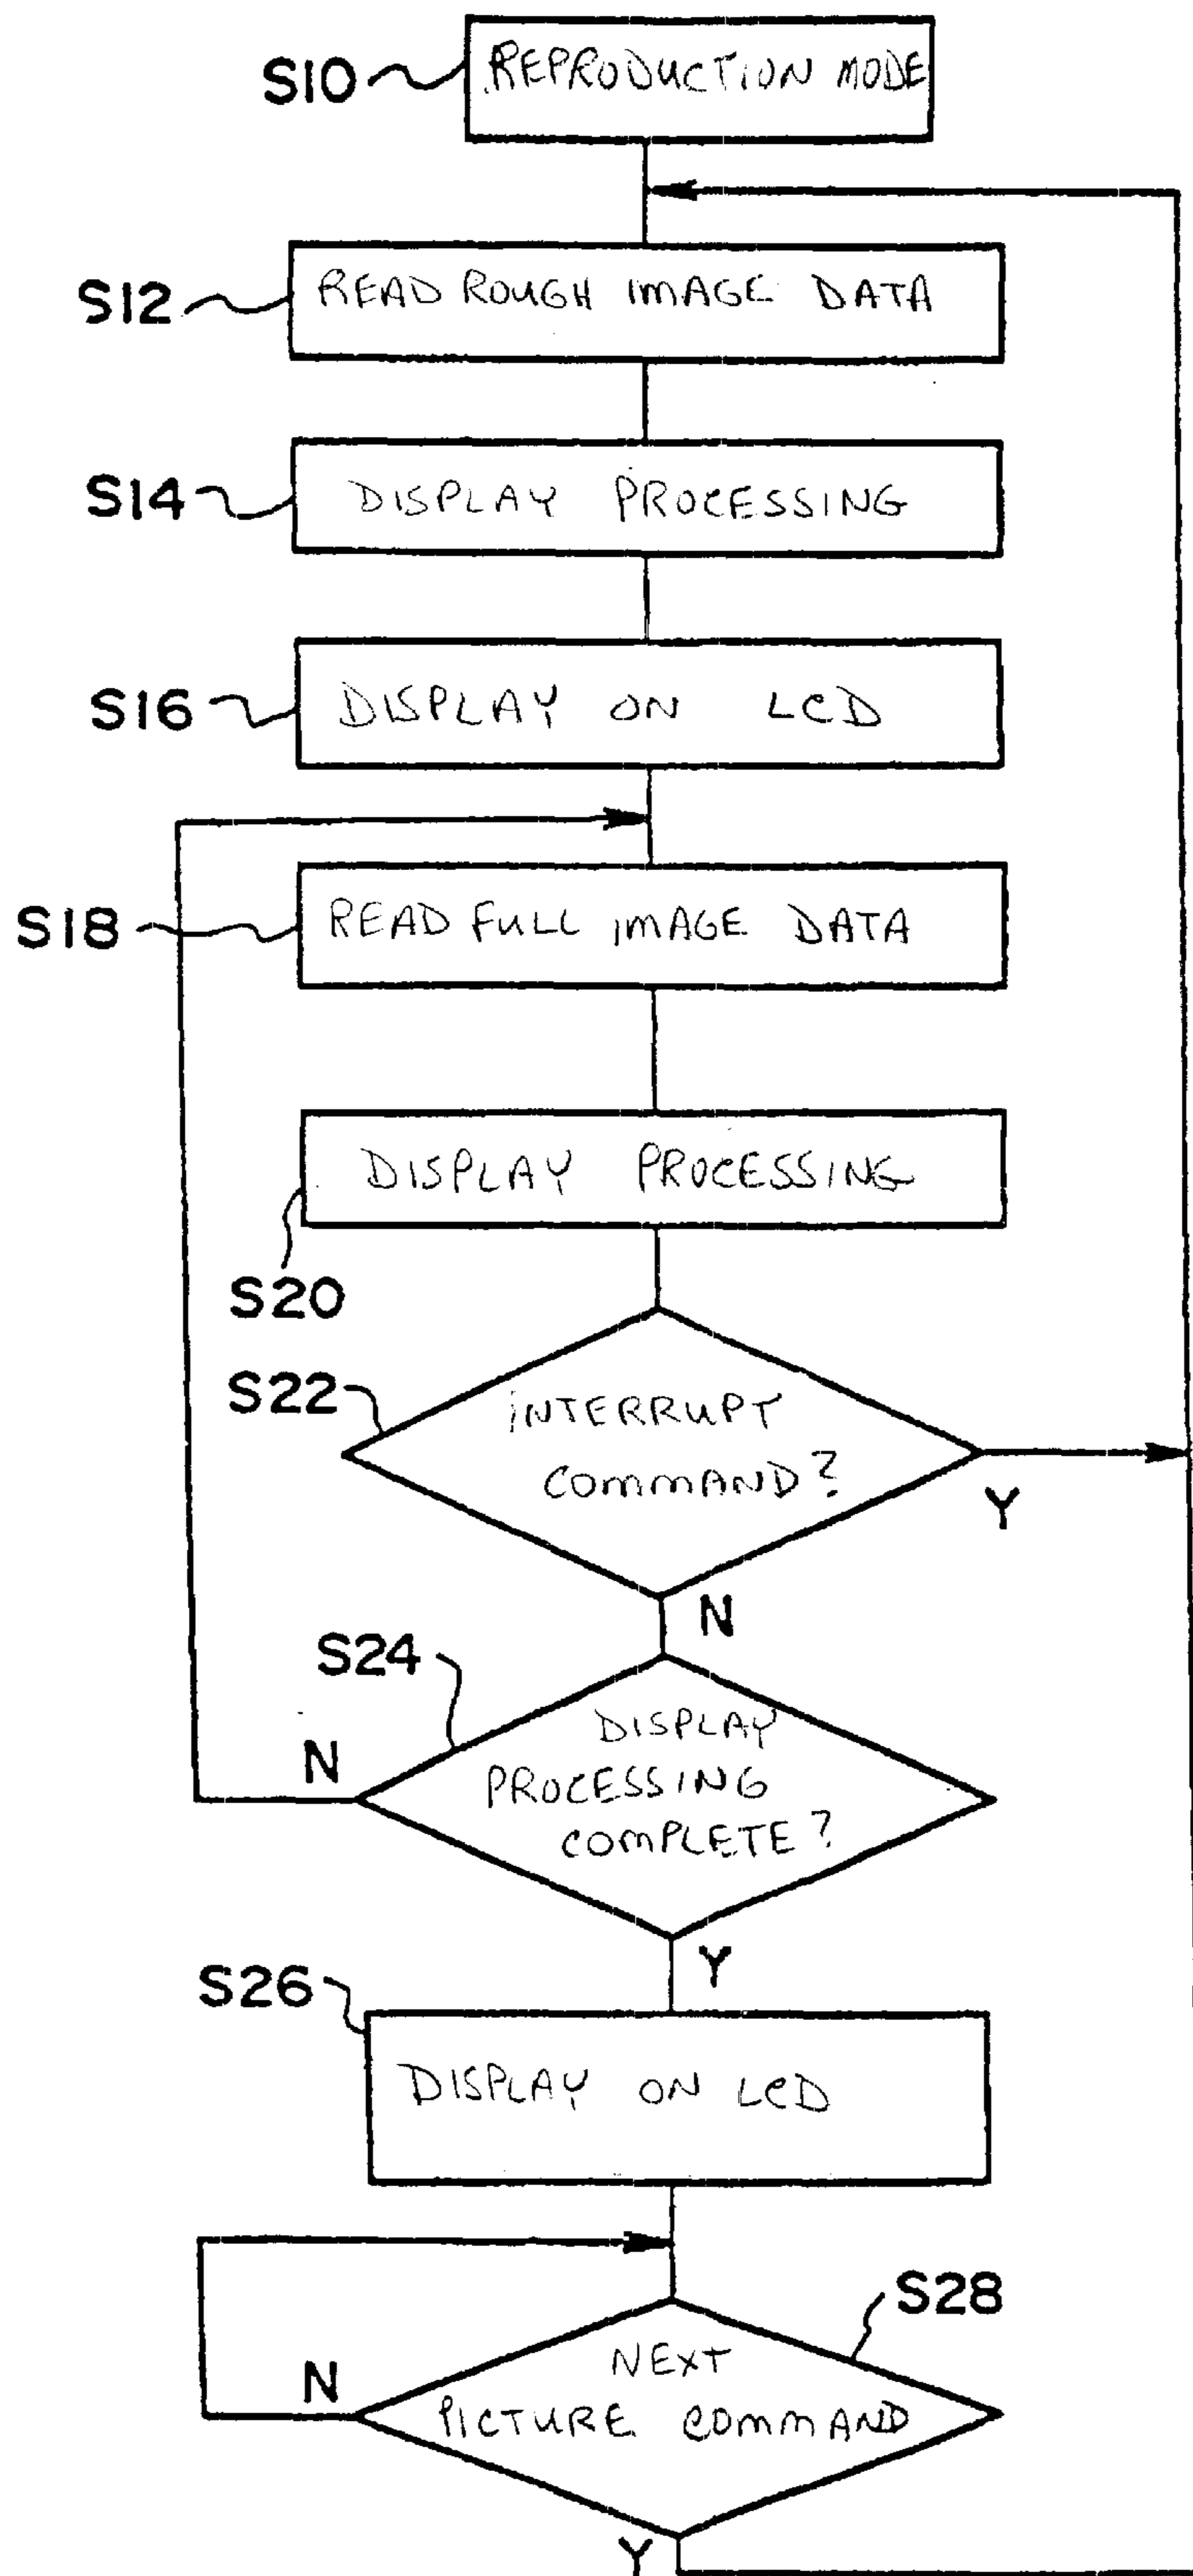 S10
REPRODUCTION MODE
S12
READ ROUGH IMAGE DATA
S14
DISPLAY PROCESSING
S16
DISPLAY ON LCD
S18
READ FULL IMAGE DATA
DISPLAY PROCESSING
S20
S22
INTERRUPT
COMMAND?
Y
N
S24
DISPLAY
PROCESSING
COMPLETE?
N
Y
S26
DISPLAY ON LCD
S28
NEXT
PICTURE COMMAND
N
Y